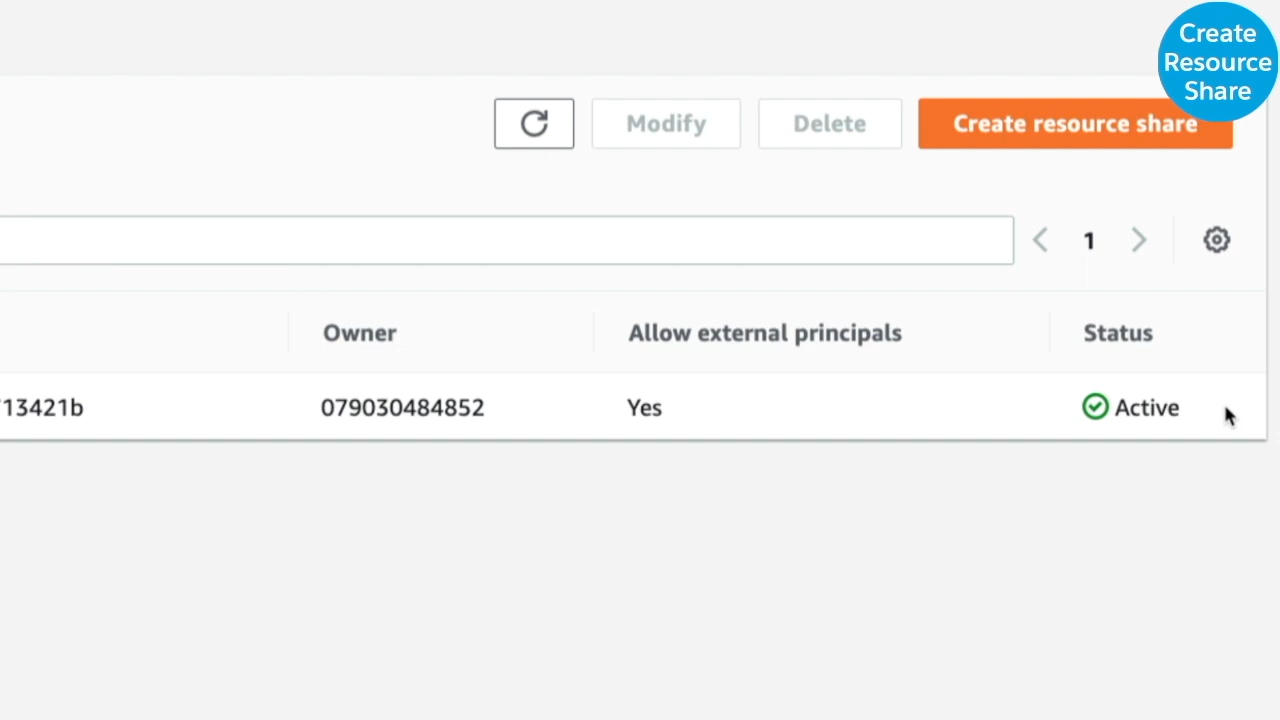 Create
Resource
Share
Modify
Delete
Create resource share
1
Owner
Allow external principals
Status
13421b
079030484852
Yes
Active